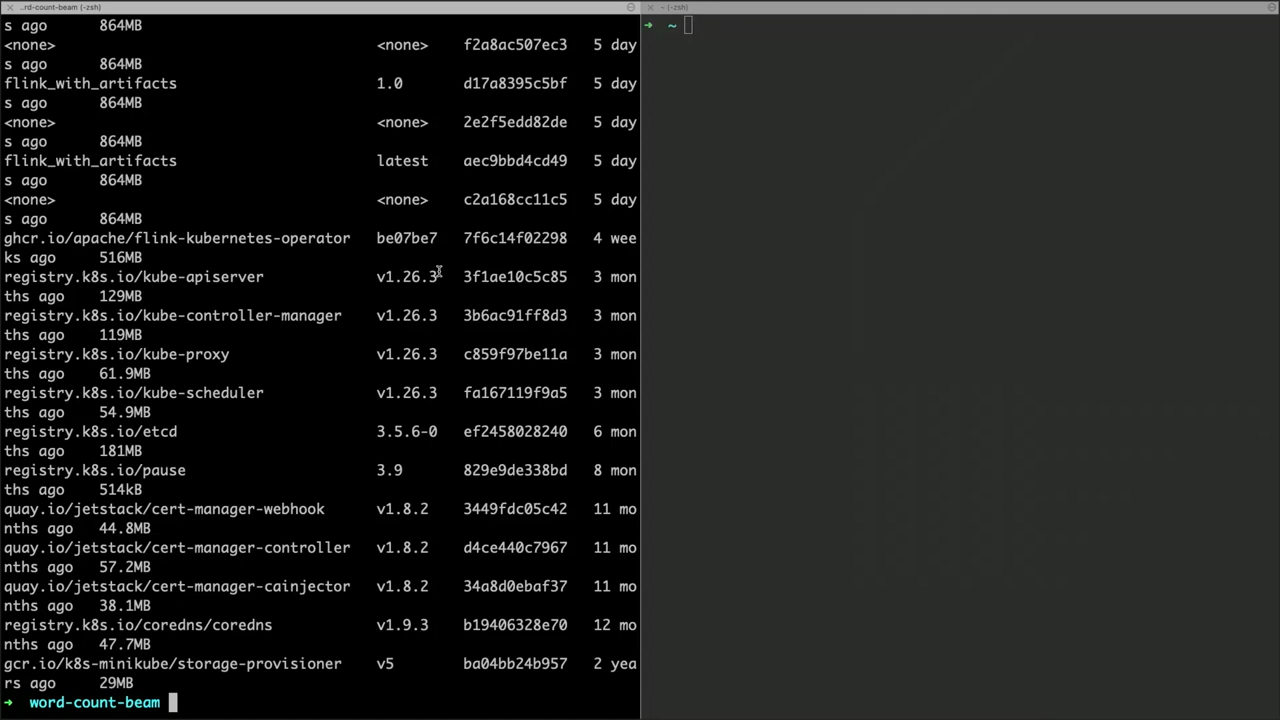 ..rd-count-beam (-zsh)
s ago 864MB
<none> <none> f2a8ac507ec3 5 day
s ago 864MB
flink_with_artifacts 1.0 d17a8395c5bf 5 day
s ago 864MB
<none> <none> 2e2f5edd82de 5 day
s ago 864MB
flink_with_artifacts latest aec9bbd4cd49 5 day
s ago 864MB
<none> <none> c2a168cc11c5 5 day
s ago 864MB
ghcr.io/apache/flink-kubernetes-operator be07be7 7f6c14f02298 4 wee
ks ago 516MB
registry.k8s.io/kube-apiserver v1.26.3 3f1ae10c5c85 3 mon
ths ago 129MB
registry.k8s.io/kube-controller-manager v1.26.3 3b6ac91ff8d3 3 mon
ths ago 119MB
registry.k8s.io/kube-proxy v1.26.3 c859f97be11a 3 mon
ths ago 61.9MB
registry.k8s.io/kube-scheduler v1.26.3 fa167119f9a5 3 mon
ths ago 54.9MB
registry.k8s.io/etcd 3.5.6-0 ef2458028240 6 mon
ths ago 181MB
registry.k8s.io/pause 3.9 829e9de338bd 8 mon
ths ago 514kB
quay.io/jetstack/cert-manager-webhook v1.8.2 3449fdc05c42 11 mo
nths ago 44.8MB
quay.io/jetstack/cert-manager-controller v1.8.2 d4ce440c7967 11 mo
nths ago 57.2MB
quay.io/jetstack/cert-manager-cainjector v1.8.2 34a8d0ebaf37 11 mo
nths ago 38.1MB
registry.k8s.io/coredns/coredns v1.9.3 b19406328e70 12 mo
nths ago 47.7MB
gcr.io/k8s-minikube/storage-provisioner v5 ba04bb24b957 2 yea
rs ago 29MB
→ word-count-beam
~ (-zsh)
→ ~